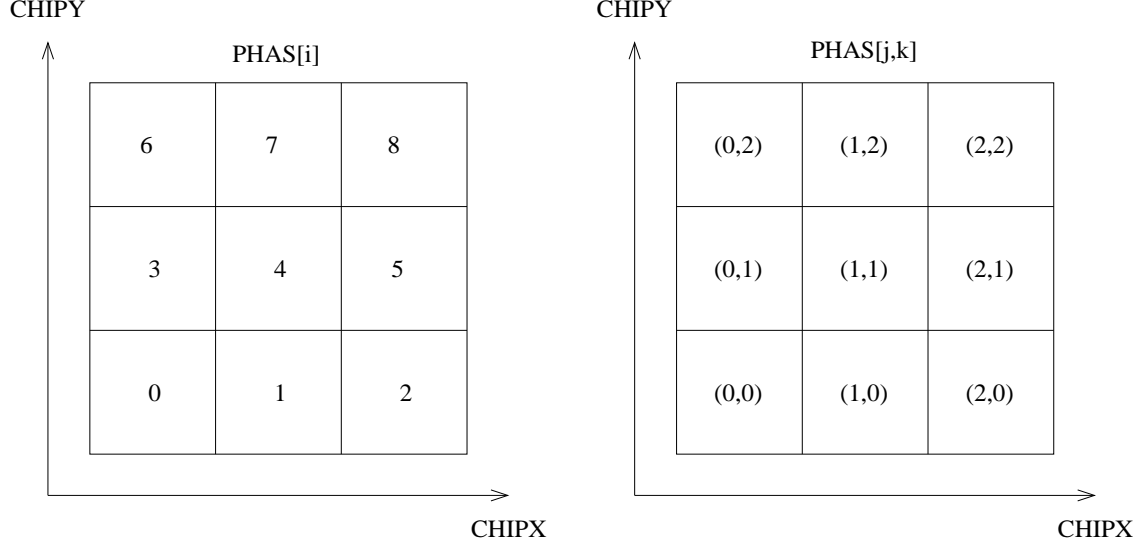 CHIPY
PHAS[i]
6 7 8
3 4 5
0 1 2
CHIPX
CHIPY
PHAS[j,k]
(0,2) (1,2) (2,2)
(0,1) (1,1) (2,1)
(0,0) (1,0) (2,0)
CHIPX